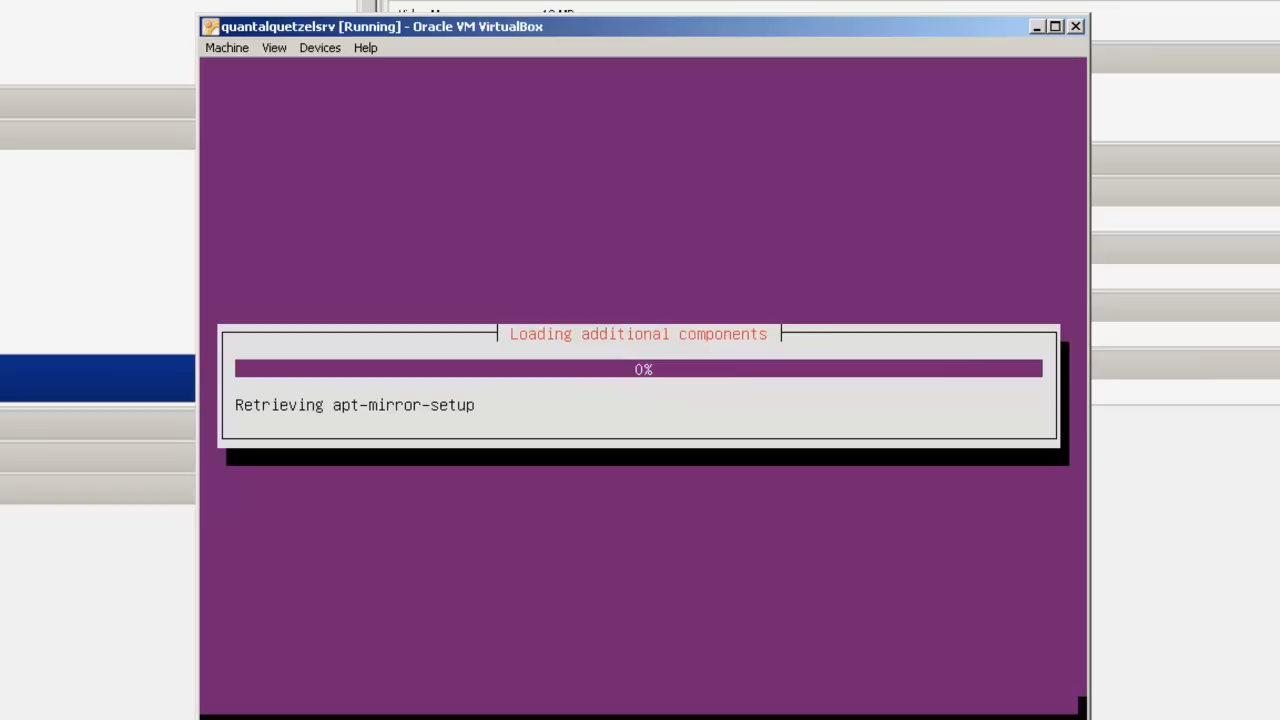 quantalquetzelsrv [Running] - Oracle VM VirtualBox
Machine View Devices Help
Loading additional components
0%
Retrieving apt-mirror-setup